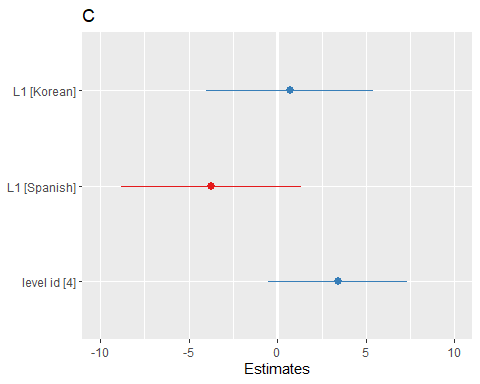 C
L1 [Korean]
L1 [Spanish]
level id [4]
-10 -5 0 5 10
Estimates